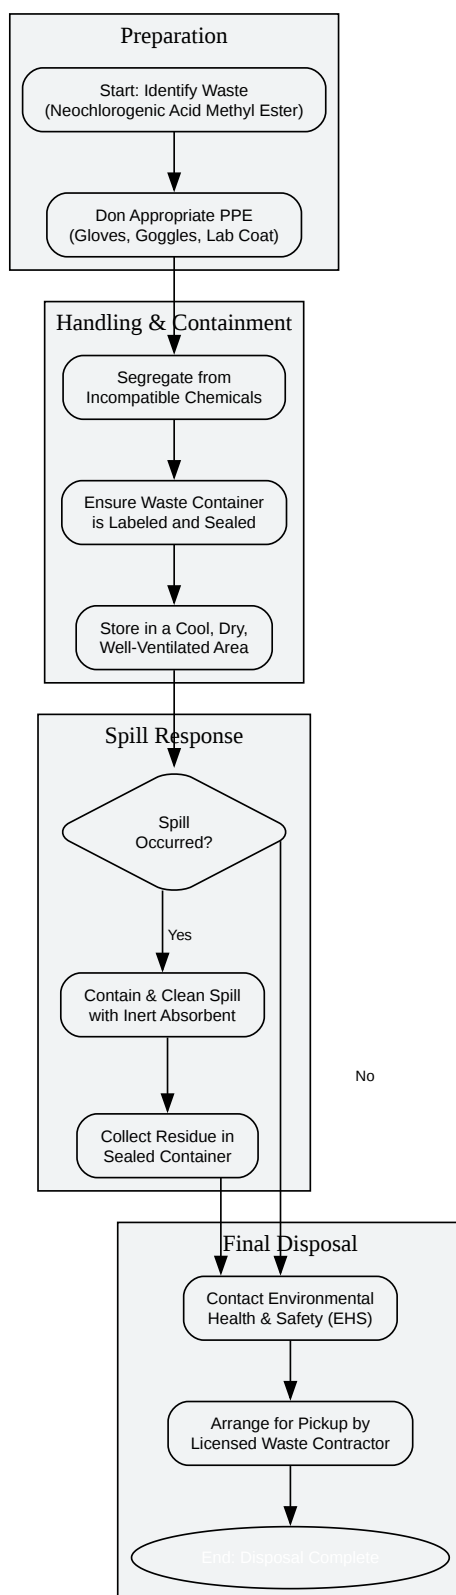 Preparation
Start: Identify Waste
(Neochlorogenic Acid Methyl Ester)
Don Appropriate PPE
(Gloves, Goggles, Lab Coat)
Handling & Containment
Segregate from
Incompatible Chemicals
Ensure Waste Container
is Labeled and Sealed
Store in a Cool, Dry,
Well-Ventilated Area
Spill Response
Spill
Occurred?
Yes
Contain & Clean Spill
with Inert Absorbent
No
Collect Residue in
Sealed Container
Final Disposal
Contact Environmental
Health & Safety (EHS)
Arrange for Pickup by
Licensed Waste Contractor
End: Disposal Complete